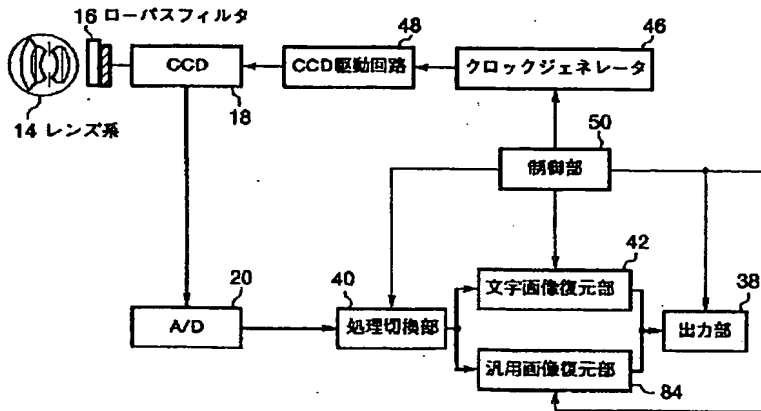 16 ローパスフィルタ
48
46
CCD
CCD駆動回路
クロックジェネレータ
14 レンズ系
18
50
制御部
42
20
40
文字画像復元部
38
A/D
処理切換部
出力部
汎用画像復元部
84